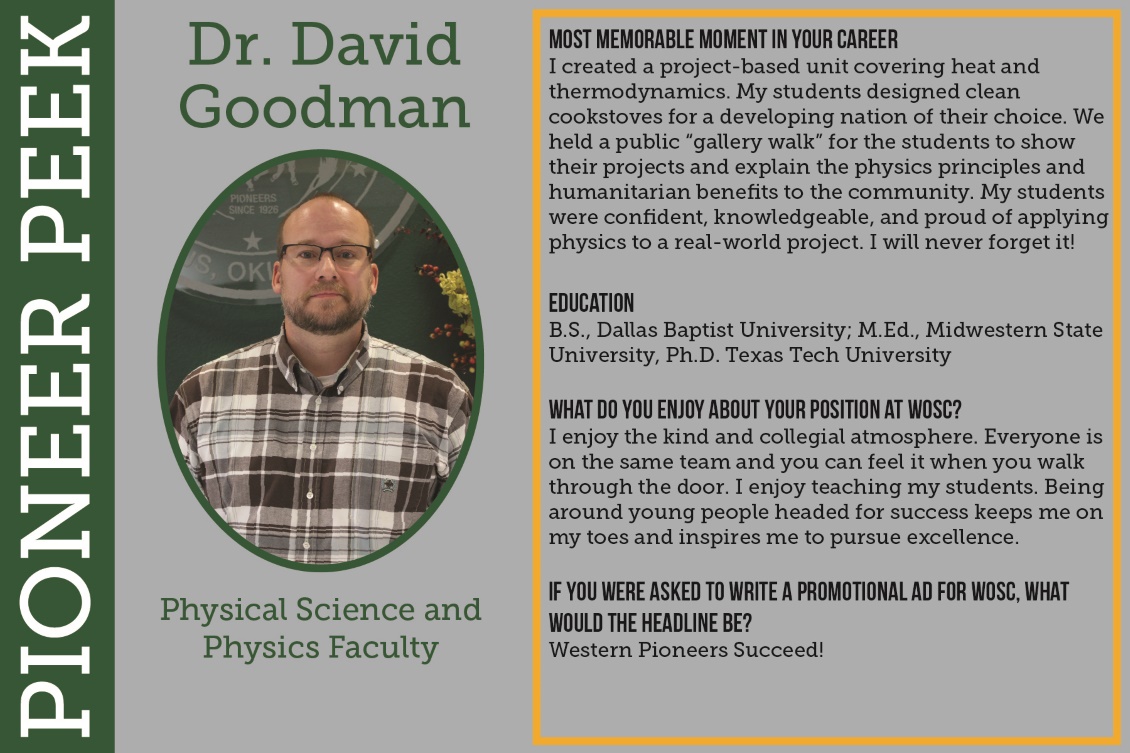 PIONEER PEEK
Dr. David
Goodman
PIONEERS
SINCE 1926
US, OKL
Physical Science and
Physics Faculty
MOST MEMORABLE MOMENT IN YOUR CAREER
I created a project-based unit covering heat and
thermodynamics. My students designed clean
cookstoves for a developing nation of their choice. We
held a public “gallery walk” for the students to show
their projects and explain the physics principles and
humanitarian benefits to the community. My students
were confident, knowledgeable, and proud of applying
physics to a real-world project. I will never forget it!
EDUCATION
B.S., Dallas Baptist University; M.Ed., Midwestern State
University, Ph.D. Texas Tech University
WHAT DO YOU ENJOY ABOUT YOUR POSITION AT WOSC?
I enjoy the kind and collegial atmosphere. Everyone is
on the same team and you can feel it when you walk
through the door. I enjoy teaching my students. Being
around young people headed for success keeps me on
my toes and inspires me to pursue excellence.
IF YOU WERE ASKED TO WRITE A PROMOTIONAL AD FOR WOSC, WHAT
WOULD THE HEADLINE BE?
Western Pioneers Succeed!